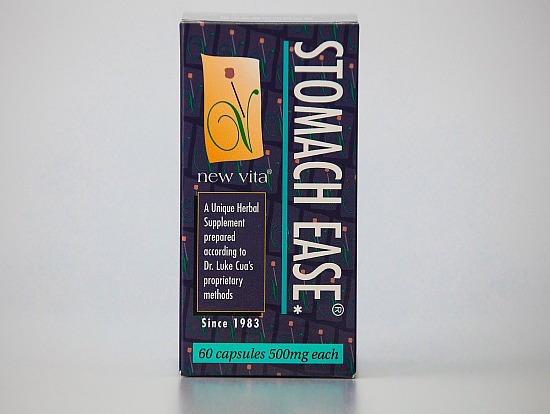 new vita®
A Unique Herbal
Supplement
prepared
according to
Dr. Luke Cua's
proprietary
methods
Since 1983
STOMACH EASE®*
60 capsules 500mg each